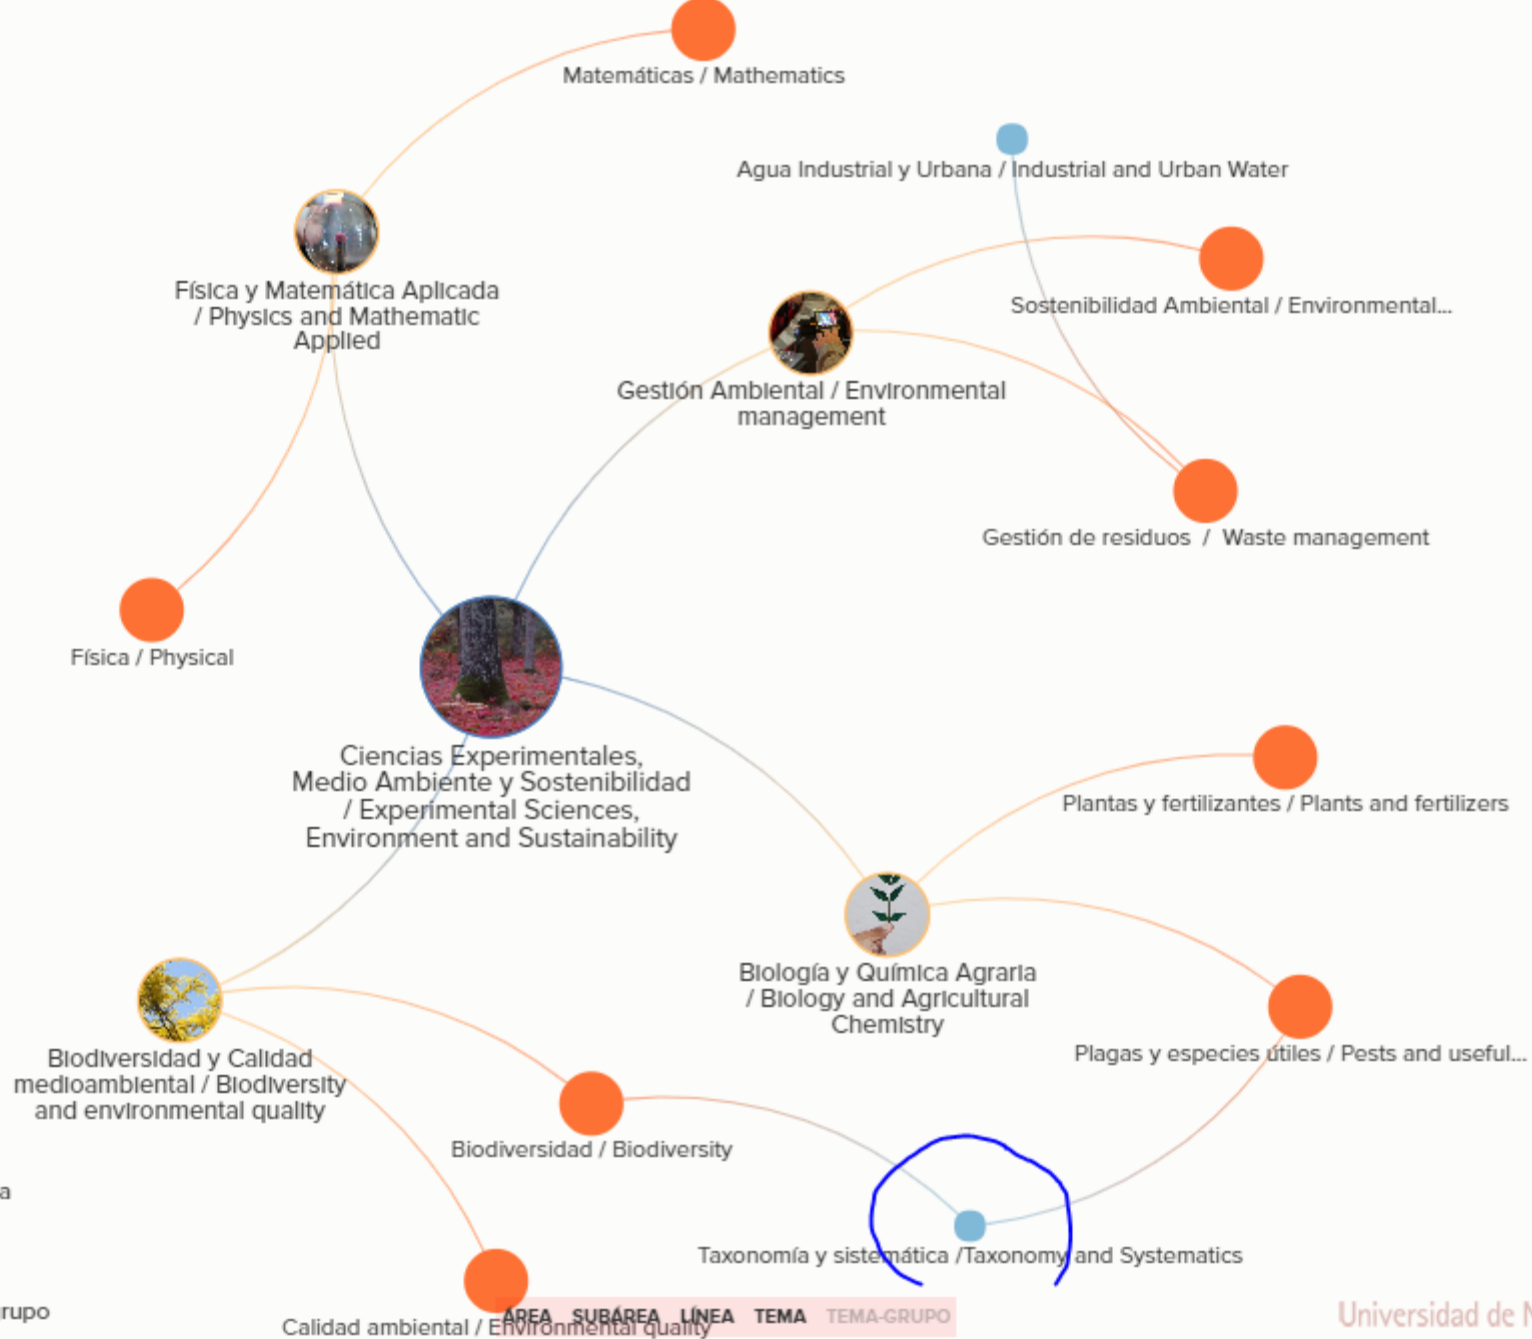 Matemáticas / Mathematics
Agua Industrial y Urbana / Industrial and Urban Water
Física y Matemática Aplicada
/ Physics and Mathematic
Applied
Sostenibilidad Ambiental / Environmental...
Gestión Ambiental / Environmental
management
Gestión de residuos / Waste management
Física / Physical
Ciencias Experimentales,
Medio Ambiente y Sostenibilidad
/ Experimental Sciences,
Environment and Sustainability
Plantas y fertilizantes / Plants and fertilizers
Biología y Química Agraria
/ Biology and Agricultural
Chemistry
Plagas y especies útiles / Pests and useful...
Biodiversidad y Calidad
medioambiental / Biodiversity
and environmental quality
Biodiversidad / Biodiversity
a
Taxonomía y sistemática /Taxonomy and Systematics
rupo
ÁREA SUBÁREA LÍNEA TEMA TEMA-GRUPO
Calidad ambiental / Environmental quality
Universidad de